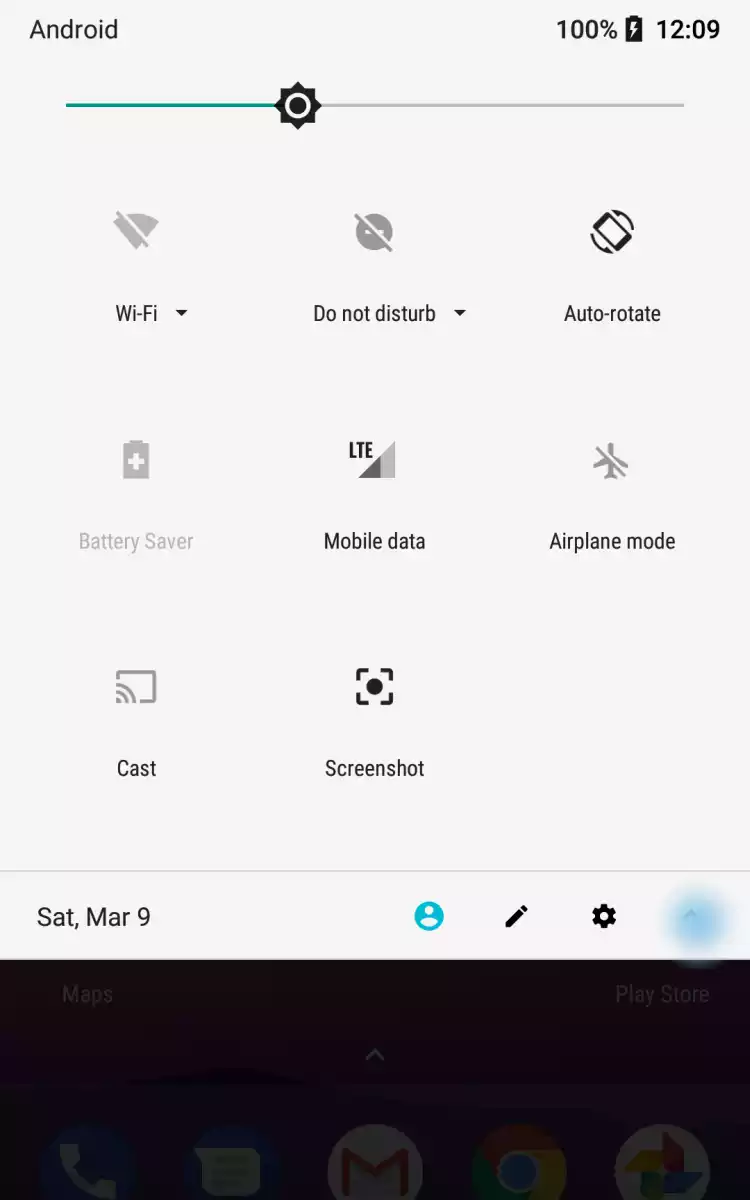 Android 100% 12:09
Wi-Fi Do not disturb Auto-rotate
LTE
Battery Saver Mobile data Airplane mode
Cast Screenshot
Sat, Mar 9
Maps Play Store